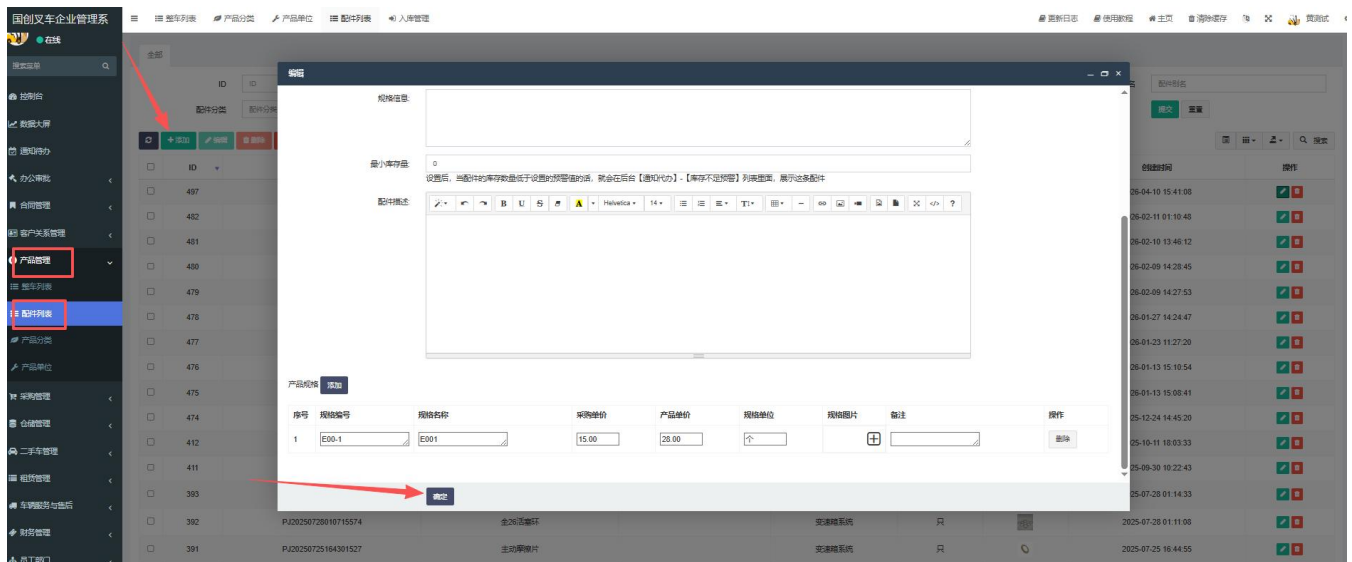 国创叉车企业管理系
整车列表 产品分类 产品单位 配件列表 入库管理 更新日志 使用教程 主页 清除缓存 黄测试
在线
全部
搜索菜单
ID ID
配件别名
配件分类
提交 重置
添加 编辑 删除
搜索
ID 创建时间 操作
控制台
数据大屏
通知待办
办公审批
合同管理
客户关系管理
产品管理
整车列表
配件列表
产品分类
产品单位
采购管理
仓储管理
二手车管理
租赁管理
车辆服务与售后
财务管理
员工部门
编辑
规格信息:
最小库存量: 0
设置后，当配件的库存数量低于设置的预警值的话，就会在后台【通知代办】-【库存不足预警】列表里面，展示这条配件
配件描述: B U S A Helvetica 14 T ?
产品规格 添加
序号 规格编号 规格名称 采购单价 产品单价 规格单位 规格图片 备注 操作
1 E00-1 E001 15.00 28.00 个 删除
确定
497 26-04-10 15:41:08
482 26-02-11 01:10:48
481 26-02-10 13:46:12
480 26-02-09 14:28:45
479 26-02-09 14:27:53
478 26-01-27 14:24:47
477 26-01-23 11:27:20
476 26-01-13 15:10:54
475 26-01-13 15:08:41
474 25-12-24 14:45:20
412 25-10-11 18:03:33
411 25-09-30 10:22:43
393 25-07-28 01:14:33
392 PJ20250728010715574 全26活塞环 变速箱系统 只 2025-07-28 01:11:08
391 PJ20250725164301527 主动摩擦片 变速箱系统 只 2025-07-25 16:44:55